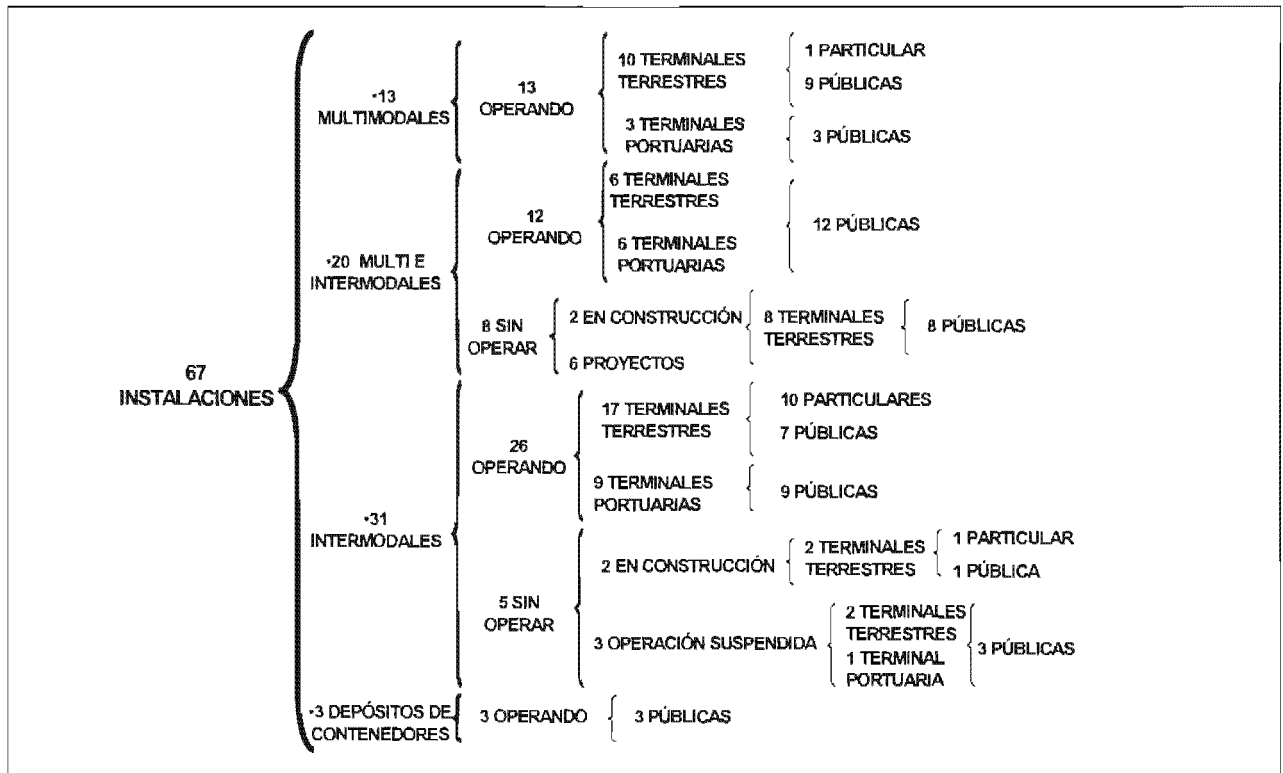 67
INSTALACIONES
•13
MULTIMODALES
13
OPERANDO
10 TERMINALES
TERRESTRES
1 PARTICULAR
9 PÚBLICAS
3 TERMINALES
PORTUARIAS
3 PÚBLICAS
•20 MULTI E
INTERMODALES
12
OPERANDO
6 TERMINALES
TERRESTRES
6 TERMINALES
PORTUARIAS
12 PÚBLICAS
8 SIN
OPERAR
2 EN CONSTRUCCIÓN
6 PROYECTOS
8 TERMINALES
TERRESTRES
8 PÚBLICAS
•31
INTERMODALES
26
OPERANDO
17 TERMINALES
TERRESTRES
10 PARTICULARES
7 PÚBLICAS
9 TERMINALES
PORTUARIAS
9 PÚBLICAS
5 SIN
OPERAR
2 EN CONSTRUCCIÓN
2 TERMINALES
TERRESTRES
1 PARTICULAR
1 PÚBLICA
3 OPERACIÓN SUSPENDIDA
2 TERMINALES
TERRESTRES
1 TERMINAL
PORTUARIA
3 PÚBLICAS
•3 DEPÓSITOS DE
CONTENEDORES
3 OPERANDO
3 PÚBLICAS